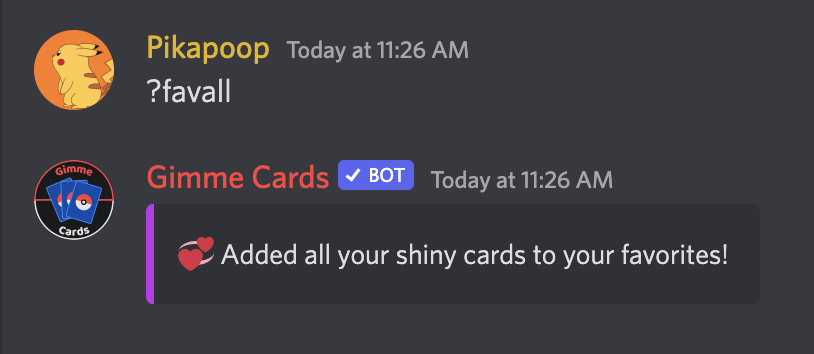 Pikapoop Today at 11:26 AM
?favall
Gimme
Cards
Gimme Cards BOT Today at 11:26 AM
Added all your shiny cards to your favorites!